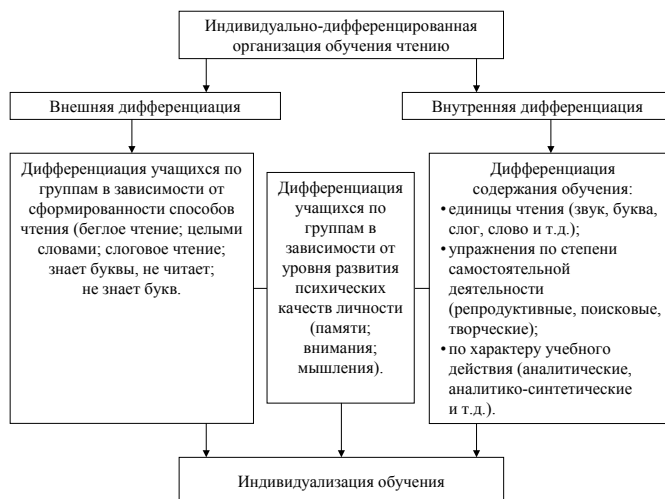 Индивидуально-дифференцированная
организация обучения чтению
Внешняя дифференциация
Внутренняя дифференциация
Дифференциация учащихся по
группам в зависимости от
сформированности способов
чтения (беглое чтение; целыми
словами; слоговое чтение;
знает буквы, не читает;
не знает букв.
Дифференциация
учащихся по
группам в
зависимости от
уровня развития
психических
качеств личности
(памяти;
внимания;
мышления).
Дифференциация
содержания обучения:
• единицы чтения (звук, буква,
слог, слово и т.д.);
• упражнения по степени
самостоятельной
деятельности
(репродуктивные, поисковые,
творческие);
• по характеру учебного
действия (аналитические,
аналитико-синтетические
и т.д.).
Индивидуализация обучения